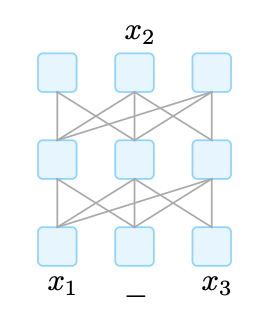 x₂
x₁ _ x₃